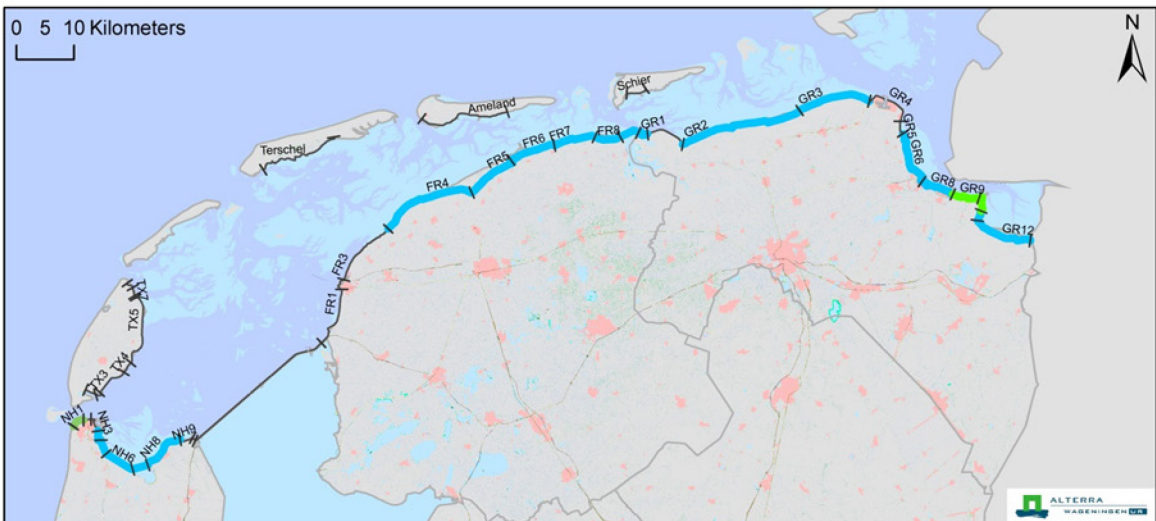 0 5 10 Kilometers
N
Schier
Ameland
Terschel
GR3
GR4
GR1
GR2
FR8
FR7
FR6
FR5
FR4
GR5
GR6
GR8
GR9
GR12
FR3
FR1
TX7
TX5
TX4
TX3
NH1
NH3
NH6
NH8
NH9
ALTERRA
WAGENINGEN UR